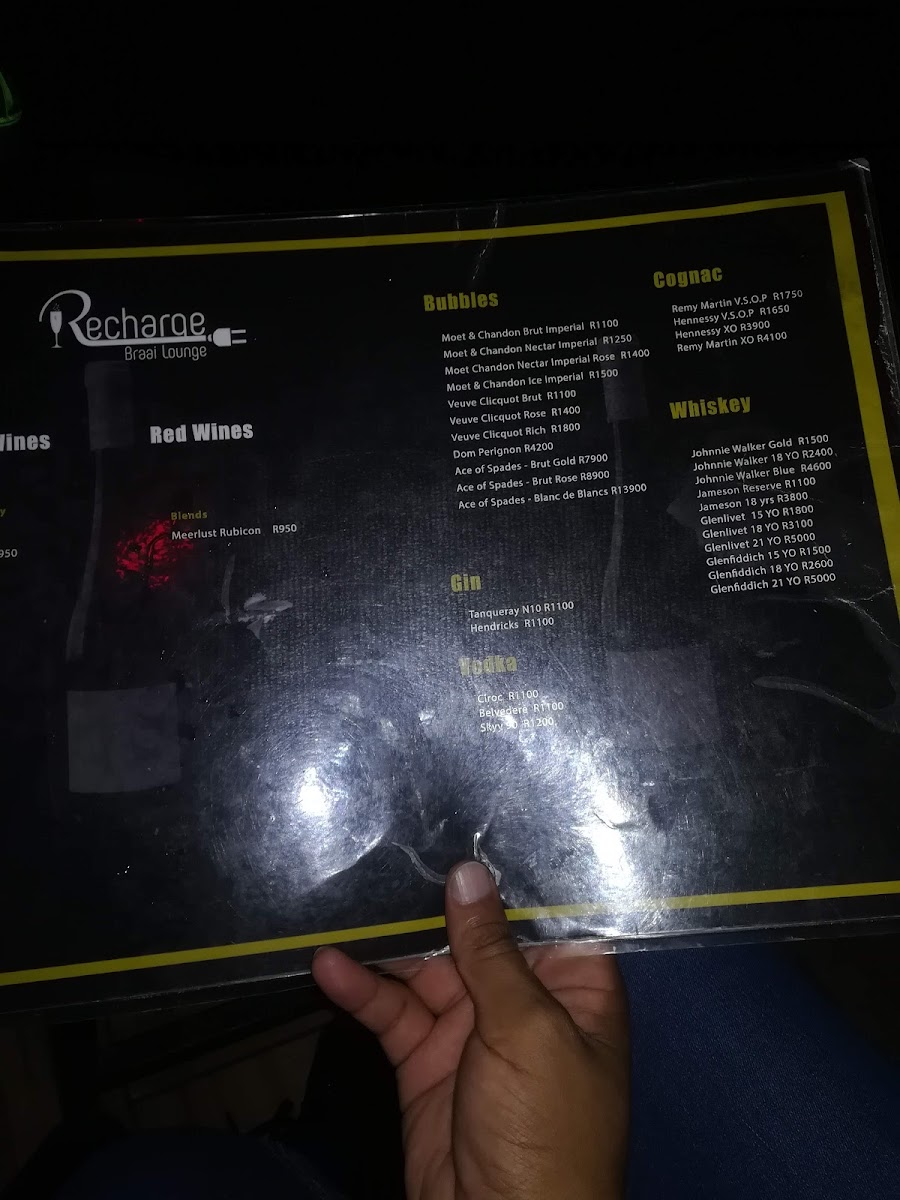 Recharge
Braai Lounge
Wines
950
Red Wines
Blends
Meerlust Rubicon R950
Bubbles
Moet & Chandon Brut Imperial R1100
Moet & Chandon Nectar Imperial R1250
Moet Chandon Nectar Imperial Rose R1400
Moet & Chandon Ice Imperial R1500
Veuve Clicquot Brut R1100
Veuve Clicquot Rose R1400
Veuve Clicquot Rich R1800
Dom Perignon R4200
Ace of Spades - Brut Gold R7900
Ace of Spades - Brut Rose R8900
Ace of Spades - Blanc de Blancs R13900
Gin
Tanqueray N10 R1100
Hendricks R1100
Vodka
Ciroc R1100
Belvedere R1100
R1200
Cognac
Remy Martin V.S.O.P R1750
Hennessy V.S.O.P R1650
Hennessy XO R3900
Remy Martin XO R4100
Whiskey
Johnnie Walker Gold R1500
Johnnie Walker 18 YO R2400
Johnnie Walker Blue R4600
Jameson Reserve R1100
Jameson 18 yrs R3800
Glenlivet 15 YO R1800
Glenlivet 18 YO R3100
Glenlivet 21 YO R5000
Glenfiddich 15 YO R1500
Glenfiddich 18 YO R2600
Glenfiddich 21 YO R5000